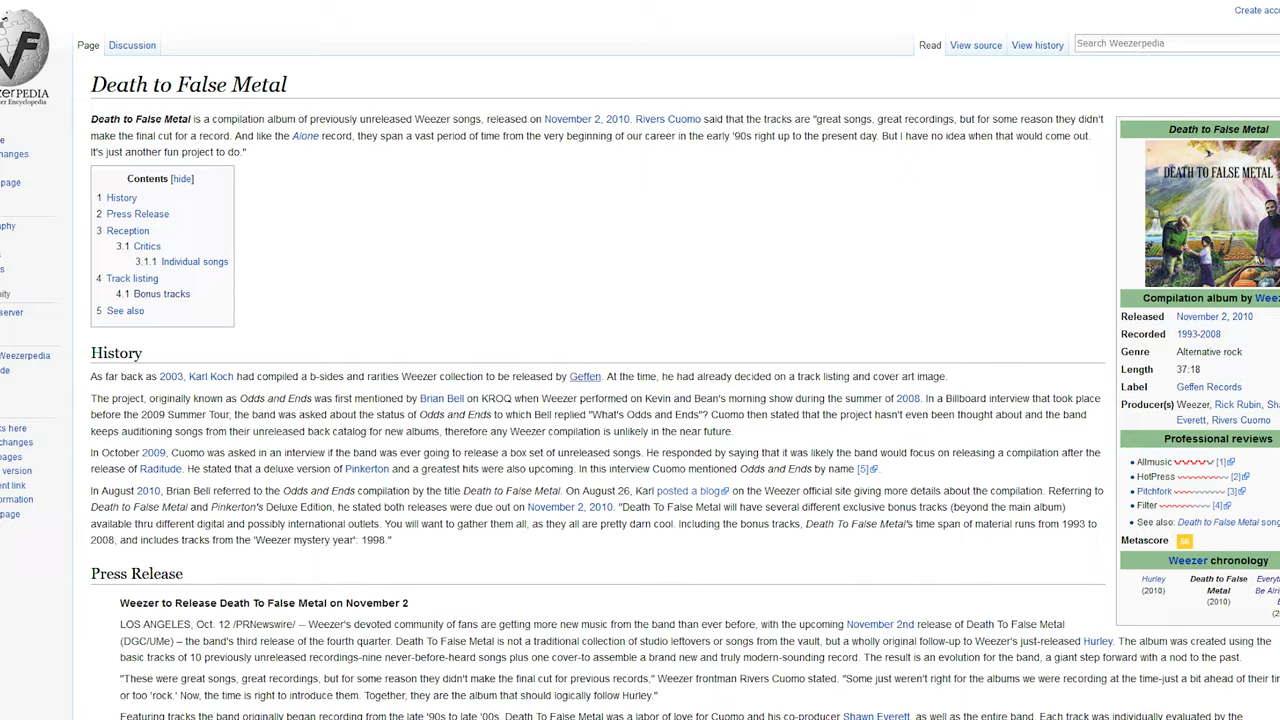 Create acc
Page Discussion Read View source View history Search Weezerpedia
zerPEDIA
er Encyclopedia
Death to False Metal
Death to False Metal is a compilation album of previously unreleased Weezer songs, released on November 2, 2010. Rivers Cuomo said that the tracks are "great songs, great recordings, but for some reason they didn't
make the final cut for a record. And like the Alone record, they span a vast period of time from the very beginning of our career in the early '90s right up to the present day. But I have no idea when that would come out.
It's just another fun project to do."
Contents [hide]
1 History
2 Press Release
3 Reception
3.1 Critics
3.1.1 Individual songs
4 Track listing
4.1 Bonus tracks
5 See also
History
As far back as 2003, Karl Koch had compiled a b-sides and rarities Weezer collection to be released by Geffen. At the time, he had already decided on a track listing and cover art image.
The project, originally known as Odds and Ends was first mentioned by Brian Bell on KROQ when Weezer performed on Kevin and Bean's morning show during the summer of 2008. In a Billboard interview that took place
before the 2009 Summer Tour, the band was asked about the status of Odds and Ends to which Bell replied "What's Odds and Ends"? Cuomo then stated that the project hasn't even been thought about and the band
keeps auditioning songs from their unreleased back catalog for new albums, therefore any Weezer compilation is unlikely in the near future.
In October 2009, Cuomo was asked in an interview if the band was ever going to release a box set of unreleased songs. He responded by saying that it was likely the band would focus on releasing a compilation after the
release of Raditude. He stated that a deluxe version of Pinkerton and a greatest hits were also upcoming. In this interview Cuomo mentioned Odds and Ends by name [5].
In August 2010, Brian Bell referred to the Odds and Ends compilation by the title Death to False Metal. On August 26, Karl posted a blog on the Weezer official site giving more details about the compilation. Referring to
Death to False Metal and Pinkerton's Deluxe Edition, he stated both releases were due out on November 2, 2010. "Death To False Metal will have several different exclusive bonus tracks (beyond the main album)
available thru different digital and possibly international outlets. You will want to gather them all, as they all are pretty darn cool. Including the bonus tracks, Death To False Metal's time span of material runs from 1993 to
2008, and includes tracks from the 'Weezer mystery year': 1998."
Press Release
Weezer to Release Death To False Metal on November 2
LOS ANGELES, Oct. 12 /PRNewswire/ -- Weezer's devoted community of fans are getting more new music from the band than ever before, with the upcoming November 2nd release of Death To False Metal
(DGC/UMe) – the band's third release of the fourth quarter. Death To False Metal is not a traditional collection of studio leftovers or songs from the vault, but a wholly original follow-up to Weezer's just-released Hurley. The album was created using the
basic tracks of 10 previously unreleased recordings-nine never-before-heard songs plus one cover-to assemble a brand new and truly modern-sounding record. The result is an evolution for the band, a giant step forward with a nod to the past.
"These were great songs, great recordings, but for some reason they didn't make the final cut for previous records," Weezer frontman Rivers Cuomo stated. "Some just weren't right for the albums we were recording at the time-just a bit ahead of their tim
or too 'rock.' Now, the time is right to introduce them. Together, they are the album that should logically follow Hurley."
Featuring tracks the band originally began recording from the late '90s to late '00s, Death To False Metal was a labor of love for Cuomo and his co-producer Shawn Everett, as well as the entire band. Each track was individually evaluated by the
Death to False Metal
DEATH TO FALSE METAL
Compilation album by Weez
Released November 2, 2010
Recorded 1993-2008
Genre Alternative rock
Length 37:18
Label Geffen Records
Producer(s) Weezer, Rick Rubin, Sha
Everett, Rivers Cuomo
Professional reviews
Allmusic [1]
HotPress [2]
Pitchfork [3]
Filter [4]
See also: Death to False Metal song
Metascore 56
Weezer chronology
Hurley
(2010)
Death to False
Metal
(2010)
Everyt
Be Alri
E
(2
e
hanges
page
phy
s
s
ity
server
Weezerpedia
de
ks here
changes
pages
version
ent link
ormation
page